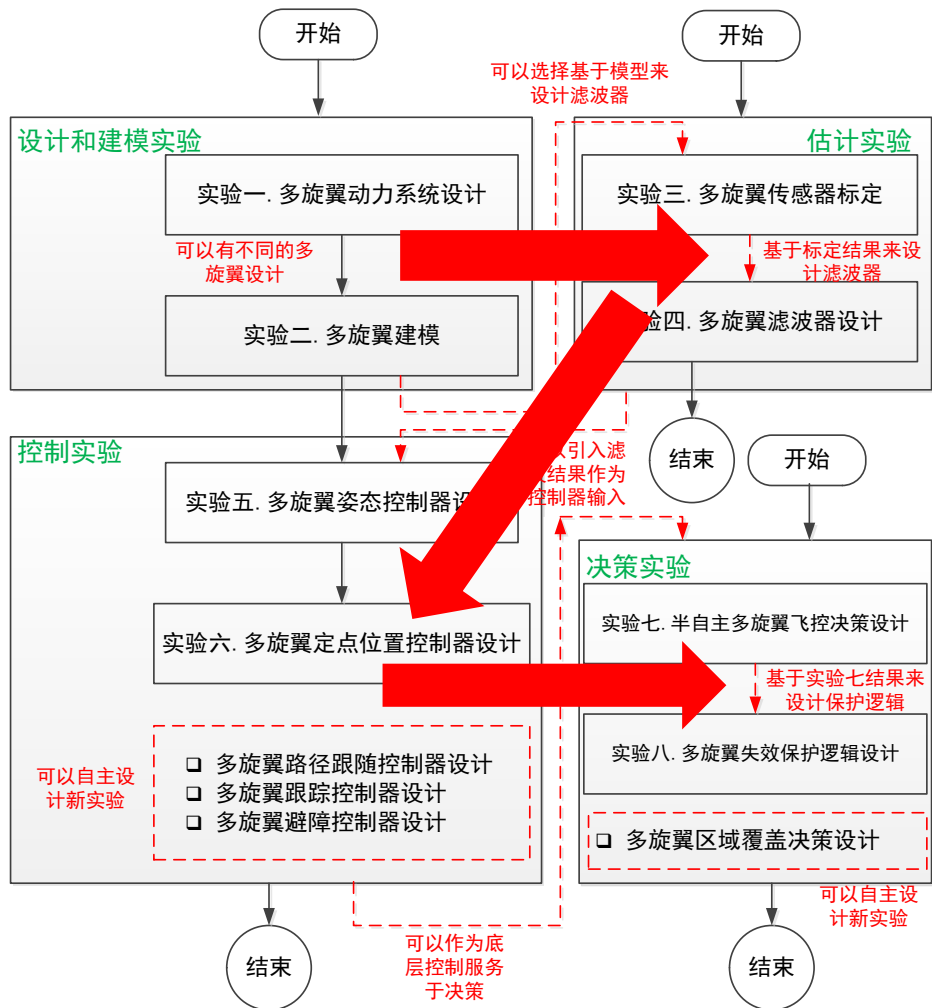 开始
开始
可以选择基于模型来
设计滤波器
设计和建模实验
估计实验
实验一. 多旋翼动力系统设计
实验三. 多旋翼传感器标定
可以有不同的多
旋翼设计
基于标定结果来设
计滤波器
实验二. 多旋翼建模
验四. 多旋翼滤波器设计
控制实验
引入滤
结果作为
控制器输入
结束
开始
实验五. 多旋翼姿态控制器设
决策实验
实验七. 半自主多旋翼飞控决策设计
实验六. 多旋翼定点位置控制器设计
基于实验七结果来
设计保护逻辑
实验八. 多旋翼失效保护逻辑设计
可以自主设
计新实验
多旋翼路径跟随控制器设计
多旋翼跟踪控制器设计
多旋翼避障控制器设计
多旋翼区域覆盖决策设计
可以自主设
计新实验
可以作为底
层控制服务
于决策
结束
结束